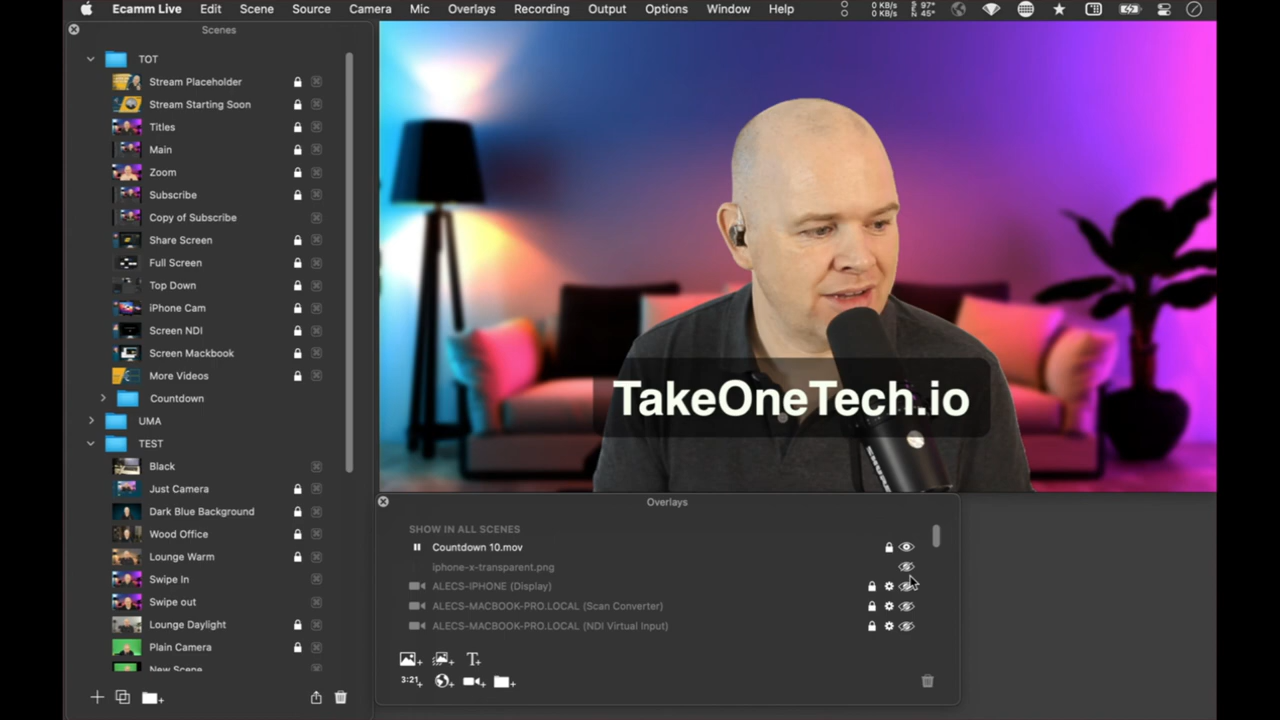 Ecamm Live Edit Scene Source Camera Mic Overlays Recording Output Options Window Help 0 KB/s 0 KB/s 97° 45°
Scenes
TOT
Stream Placeholder
Stream Starting Soon
Titles
Main
Zoom
Subscribe
Copy of Subscribe
Share Screen
Full Screen
Top Down
iPhone Cam
Screen NDI
Screen Mackbook
More Videos
Countdown
UMA
TEST
Black
Just Camera
Dark Blue Background
Wood Office
Lounge Warm
Swipe In
Swipe out
Lounge Daylight
Plain Camera
New Scene
TakeOneTech.io
SHURE
Overlays
SHOW IN ALL SCENES
Countdown 10.mov
iphone-x-transparent.png
ALECS-IPHONE (Display)
ALECS-MACBOOK-PRO.LOCAL (Scan Converter)
ALECS-MACBOOK-PRO.LOCAL (NDI Virtual Input)
T+
3:21+